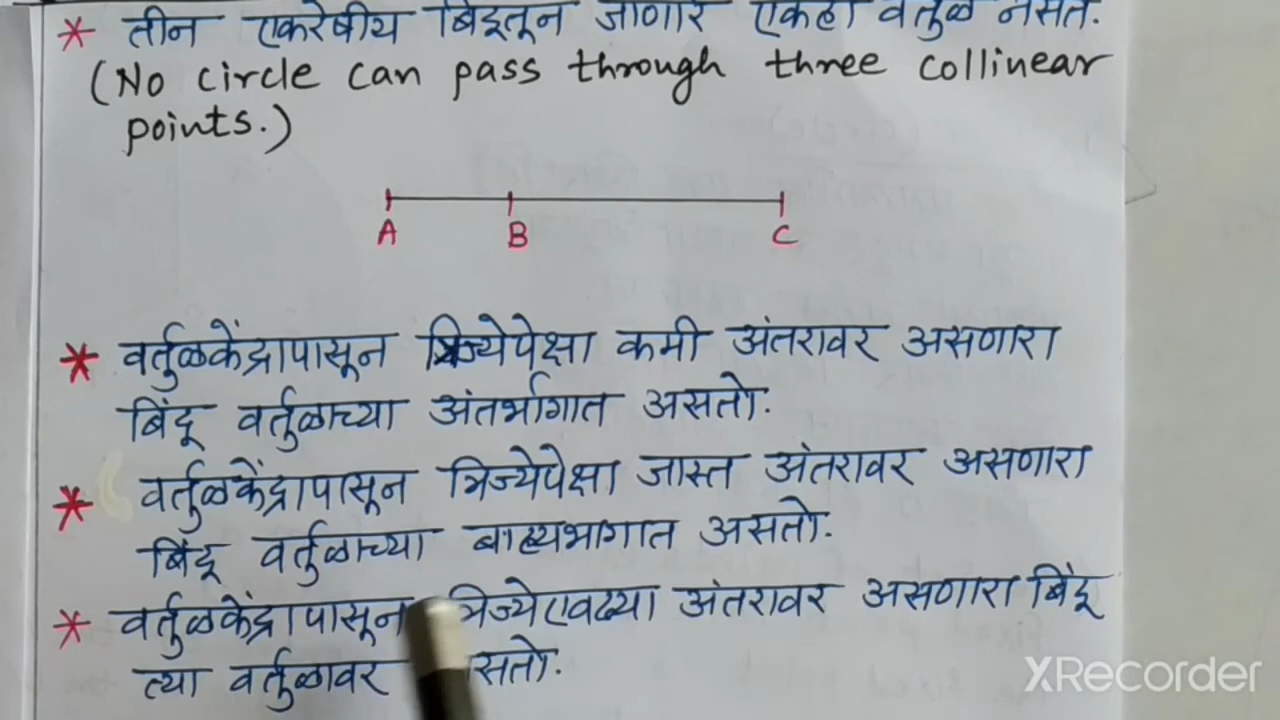 * तीन एकरेषीय बिंदूतून जाणारे एकही वर्तुळ नसते.
(No circle can pass through three collinear
points.)
A B C
* वर्तुळकेंद्रापासून त्रिज्येपेक्षा कमी अंतरावर असणारा
बिंदू वर्तुळाच्या अंतर्भागात असतो.
* वर्तुळकेंद्रापासून त्रिज्येपेक्षा जास्त अंतरावर असणारा
बिंदू वर्तुळाच्या बाह्यभागात असतो.
* वर्तुळकेंद्रापासून त्रिज्येएवढ्या अंतरावर असणारा बिंदू
त्या वर्तुळावर सतो.
XRecorder